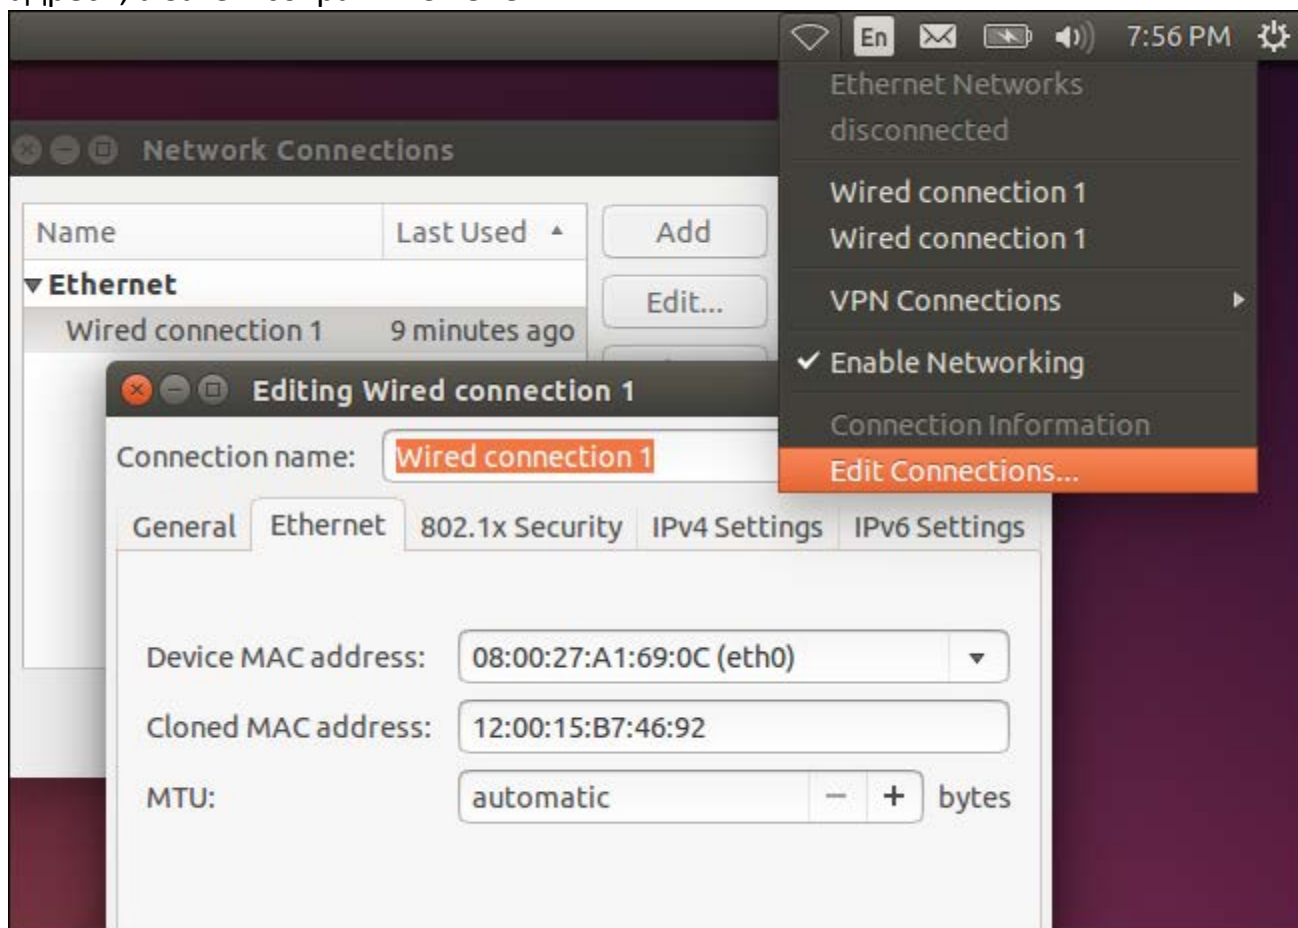 En 7:56 PM
Ethernet Networks
disconnected
Wired connection 1
Wired connection 1
VPN Connections
Enable Networking
Connection Information
Edit Connections...
Network Connections
Name Last Used
Add
Ethernet
Edit...
Wired connection 1 9 minutes ago
Editing Wired connection 1
Connection name: Wired connection 1
General Ethernet 802.1x Security IPv4 Settings IPv6 Settings
Device MAC address: 08:00:27:A1:69:0C (eth0)
Cloned MAC address: 12:00:15:B7:46:92
MTU: automatic bytes